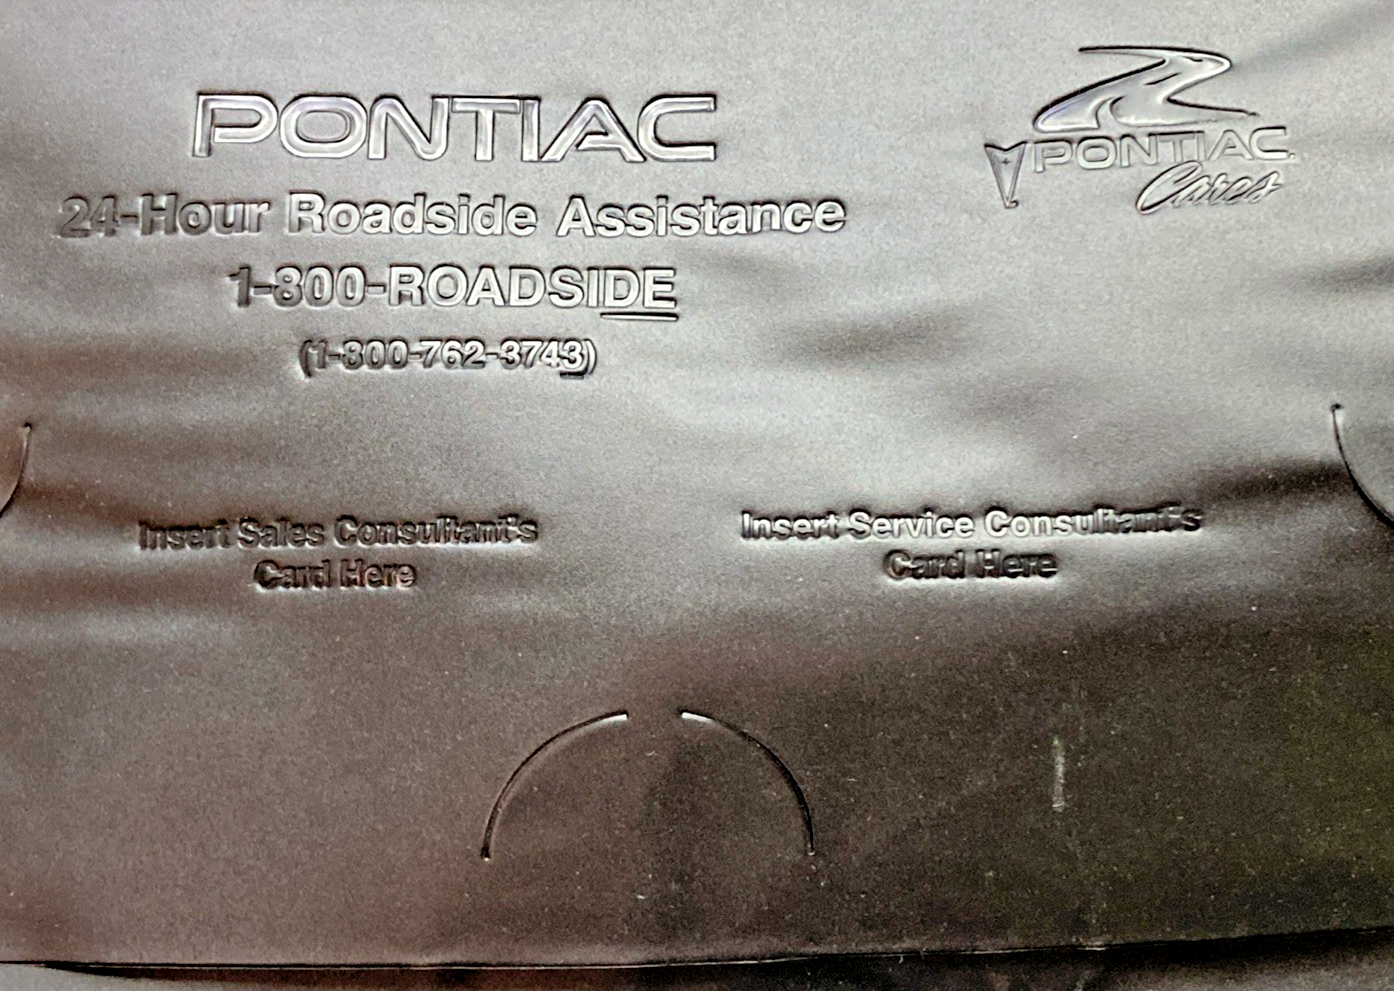 PONTIAC
24-Hour Roadside Assistance
1-800-ROADSIDE
(1-800-762-3743)
PONTIAC
Cares
Insert Sales Consultant's
Card Here
Insert Service Consultant's
Card Here